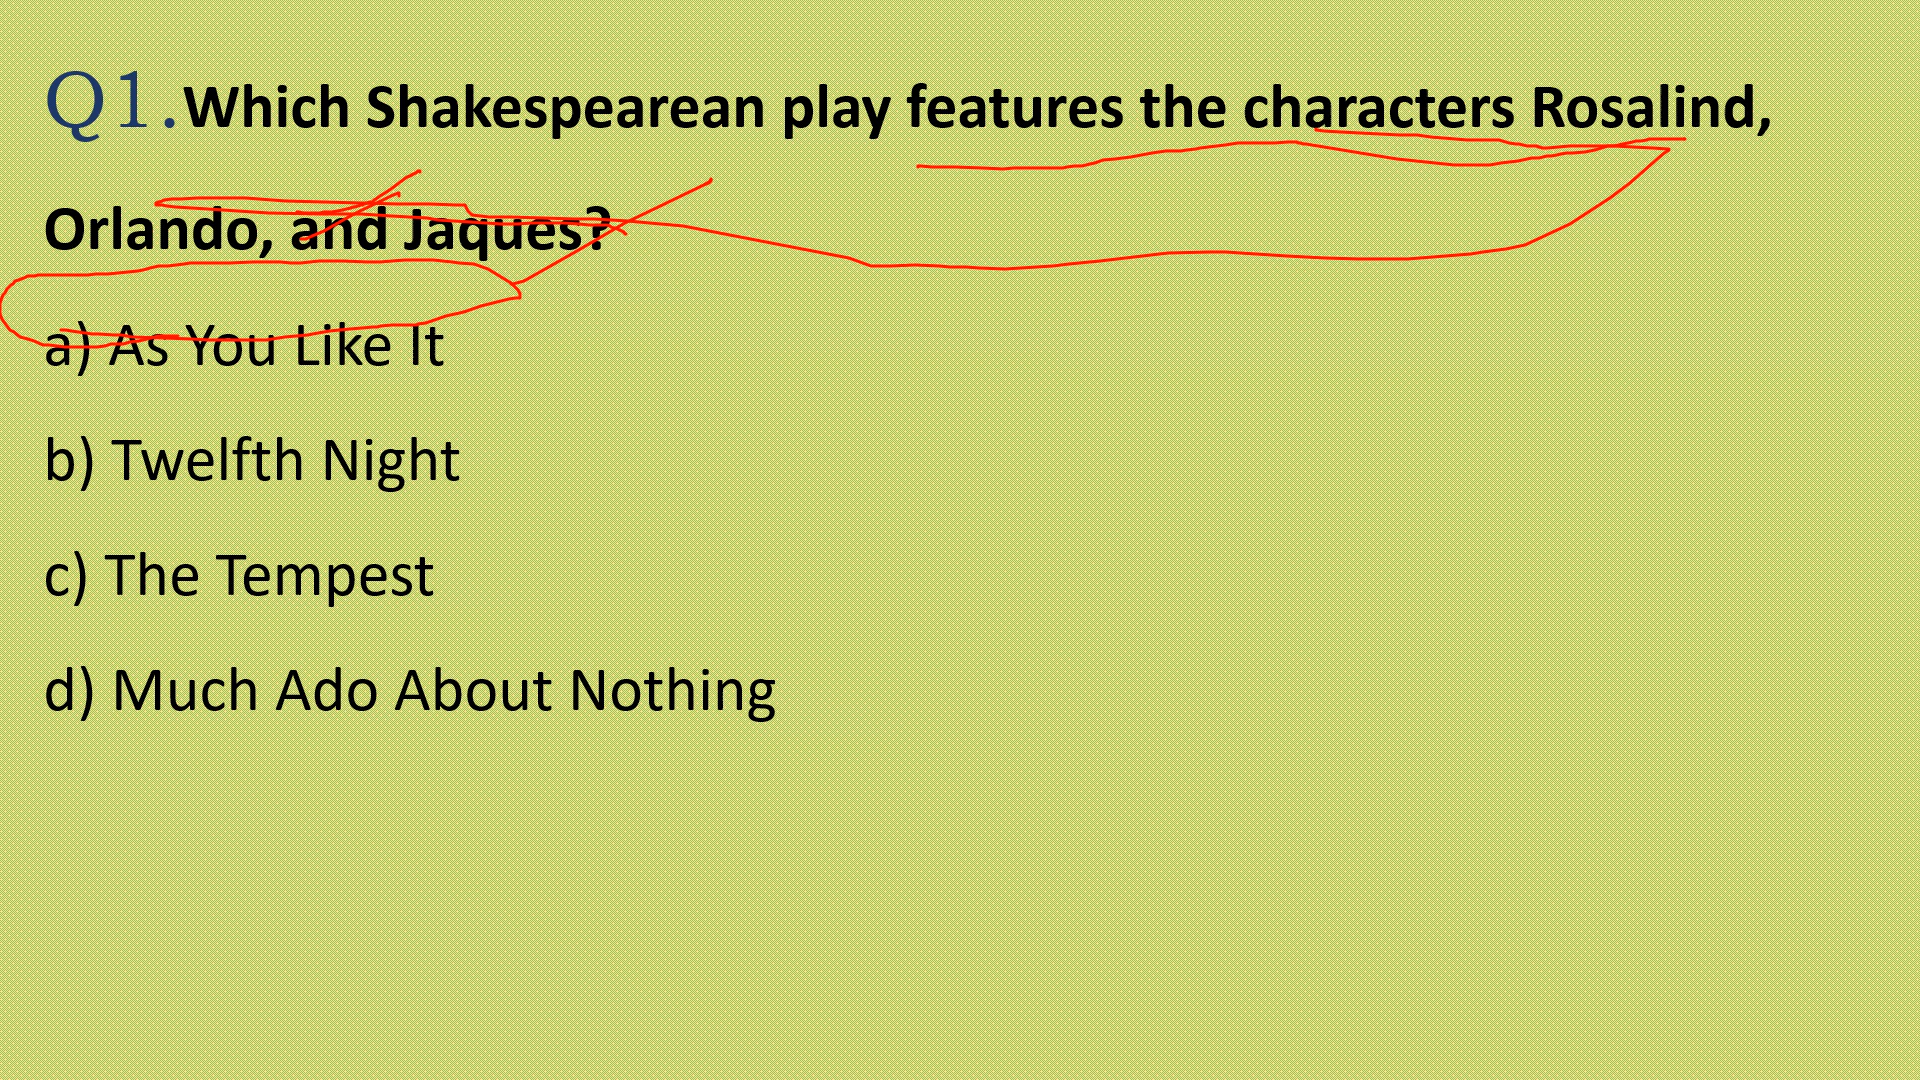 Q1.Which Shakespearean play features the characters Rosalind,
Orlando, and Jaques?
a) As You Like It
b) Twelfth Night
c) The Tempest
d) Much Ado About Nothing